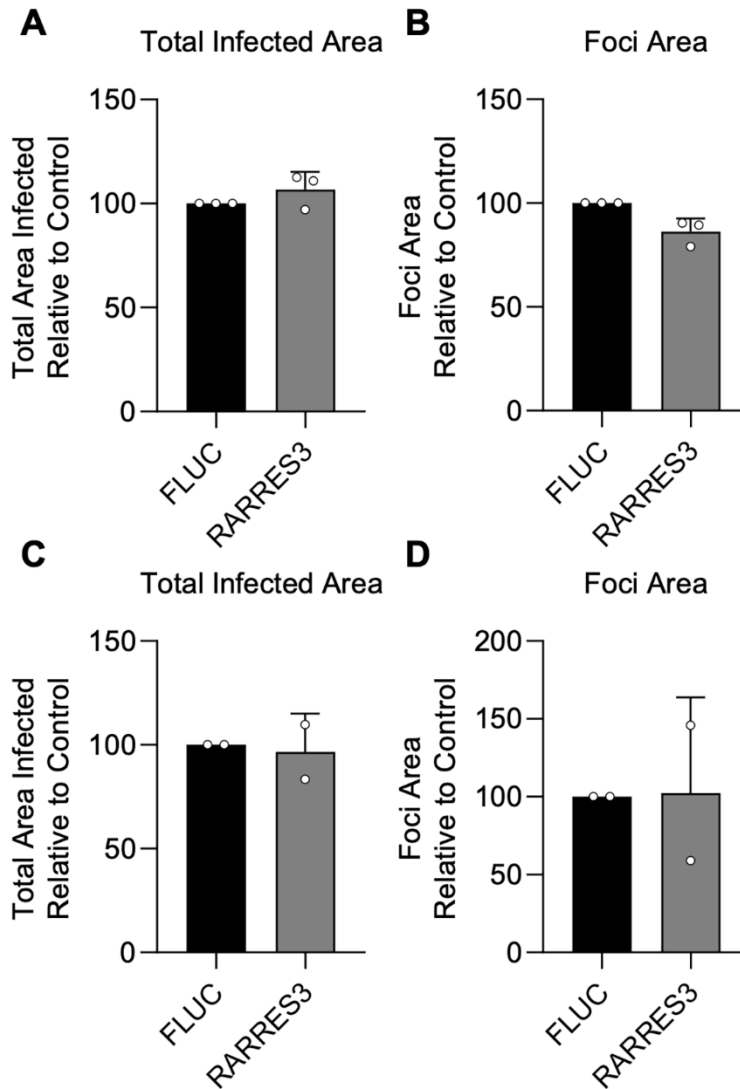 A
Total Infected Area
Total Area Infected
Relative to Control
150
100
50
0
FLUC
RARRES3
B
Foci Area
Foci Area
Relative to Control
150
100
50
0
FLUC
RARRES3
C
Total Infected Area
Total Area Infected
Relative to Control
150
100
50
0
FLUC
RARRES3
D
Foci Area
Foci Area
Relative to Control
200
150
100
50
0
FLUC
RARRES3